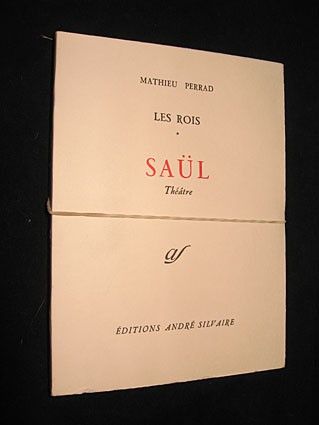 MATHIEU PERRAD
LES ROIS
*
SAÜL
Théâtre
as
ÉDITIONS ANDRÉ SILVAIRE